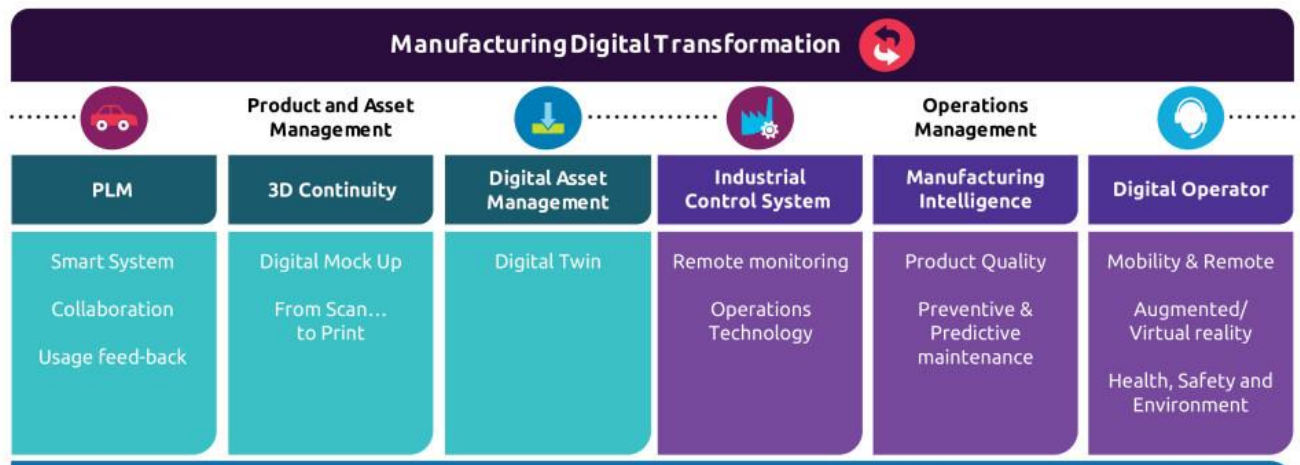 Manufacturing Digital Transformation
Product and Asset
Management
Operations
Management
PLM
3D Continuity
Digital Asset
Management
Industrial
Control System
Manufacturing
Intelligence
Digital Operator
Smart System
Collaboration
Usage feed-back
Digital Mock Up
From Scan…
to Print
Digital Twin
Remote monitoring
Operations
Technology
Product Quality
Preventive &
Predictive
maintenance
Mobility & Remote
Augmented/
Virtual reality
Health, Safety and
Environment